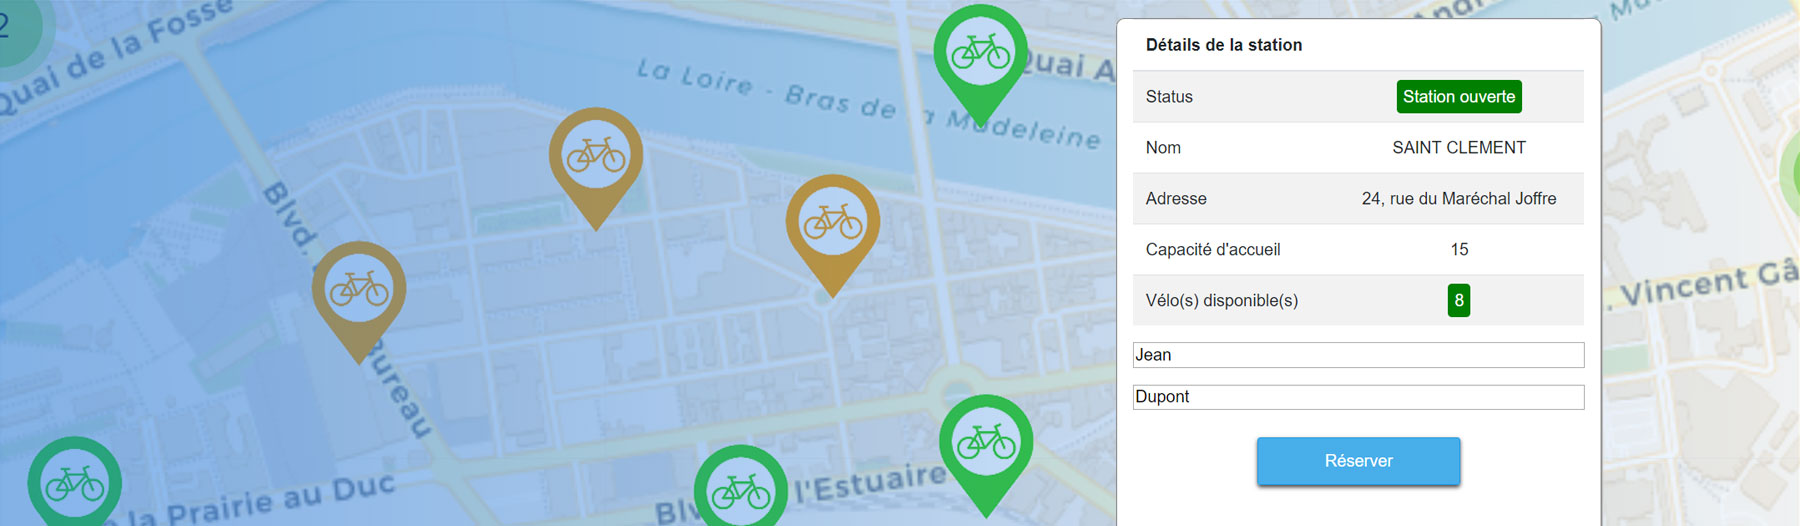 2
Quai de la Fosse
La Loire - Bras de la Madeleine
Quai A
Blvd.
Bureau
l'Estuaire
la Prairie au Duc
Vincent Gâ
Détails de la station
Status Station ouverte
Nom SAINT CLEMENT
Adresse 24, rue du Maréchal Joffre
Capacité d'accueil 15
Vélo(s) disponible(s) 8
Jean
Dupont
Réserver